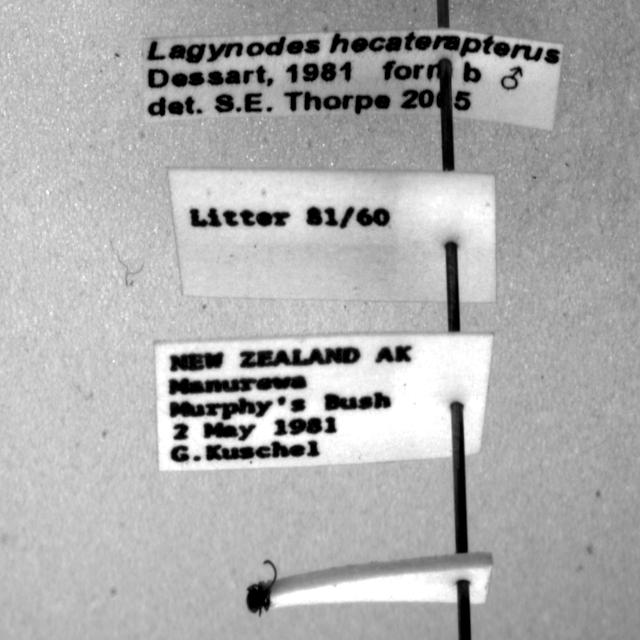 Lagynodes hecaterapterus
Dessart, 1981 form b ♂
det. S.E. Thorpe 2005
Litter 81/60
NEW ZEALAND AK
Manurewa
Murphy's Bush
2 May 1981
G.Kuschel